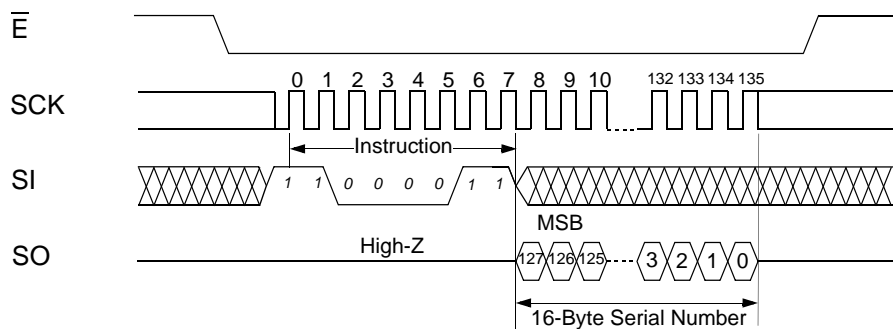 E
SCK 0 1 2 3 4 5 6 7 8 9 10 132 133 134 135
Instruction
SI 1 1 0 0 0 0 1 1
MSB
High-Z
SO 127 126 125 3 2 1 0
16-Byte Serial Number